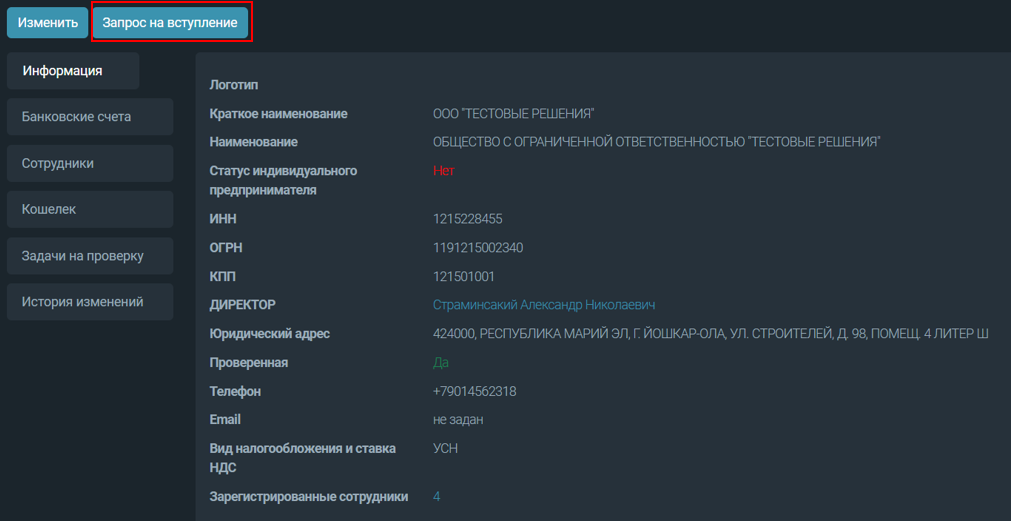 Изменить
Запрос на вступление
Информация
Банковские счета
Сотрудники
Кошелек
Задачи на проверку
История изменений
Логотип
Краткое наименование ООО "ТЕСТОВЫЕ РЕШЕНИЯ"
Наименование ОБЩЕСТВО С ОГРАНИЧЕННОЙ ОТВЕТСТВЕННОСТЬЮ "ТЕСТОВЫЕ РЕШЕНИЯ"
Статус индивидуального Нет
предпринимателя
ИНН 1215228455
ОГРН 1191215002340
КПП 121501001
ДИРЕКТОР Страминсакий Александр Николаевич
Юридический адрес 424000, РЕСПУБЛИКА МАРИЙ ЭЛ, Г. ЙОШКАР-ОЛА, УЛ. СТРОИТЕЛЕЙ, Д. 98, ПОМЕЩ. 4 ЛИТЕР Ш
Проверенная Да
Телефон +79014562318
Email не задан
Вид налогообложения и ставка УСН
НДС
Зарегистрированные сотрудники 4